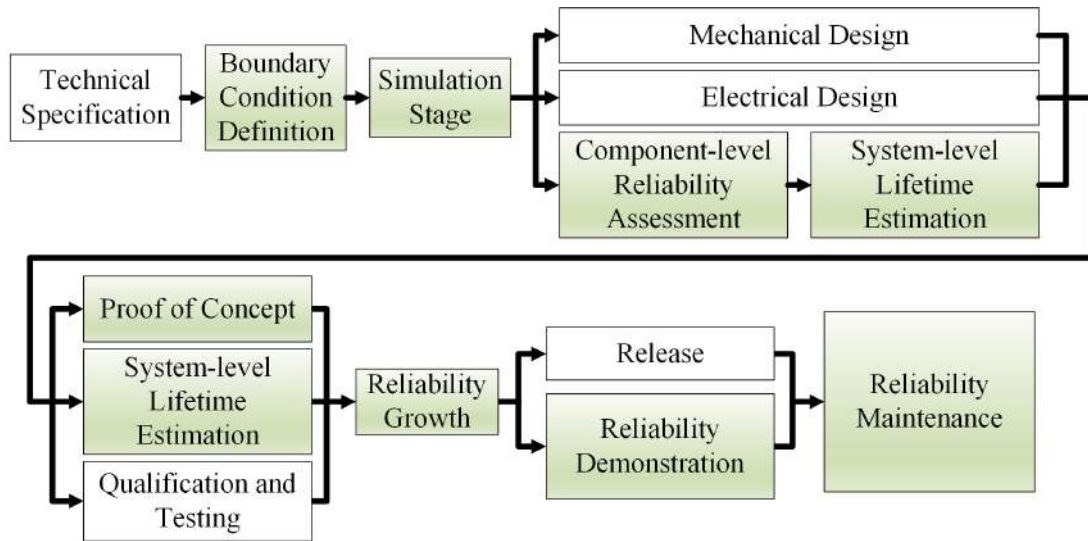 Technical
Specification
Boundary
Condition
Definition
Simulation
Stage
Mechanical Design
Electrical Design
Component-level
Reliability
Assessment
System-level
Lifetime
Estimation
Proof of Concept
System-level
Lifetime
Estimation
Qualification and
Testing
Reliability
Growth
Release
Reliability
Demonstration
Reliability
Maintenance